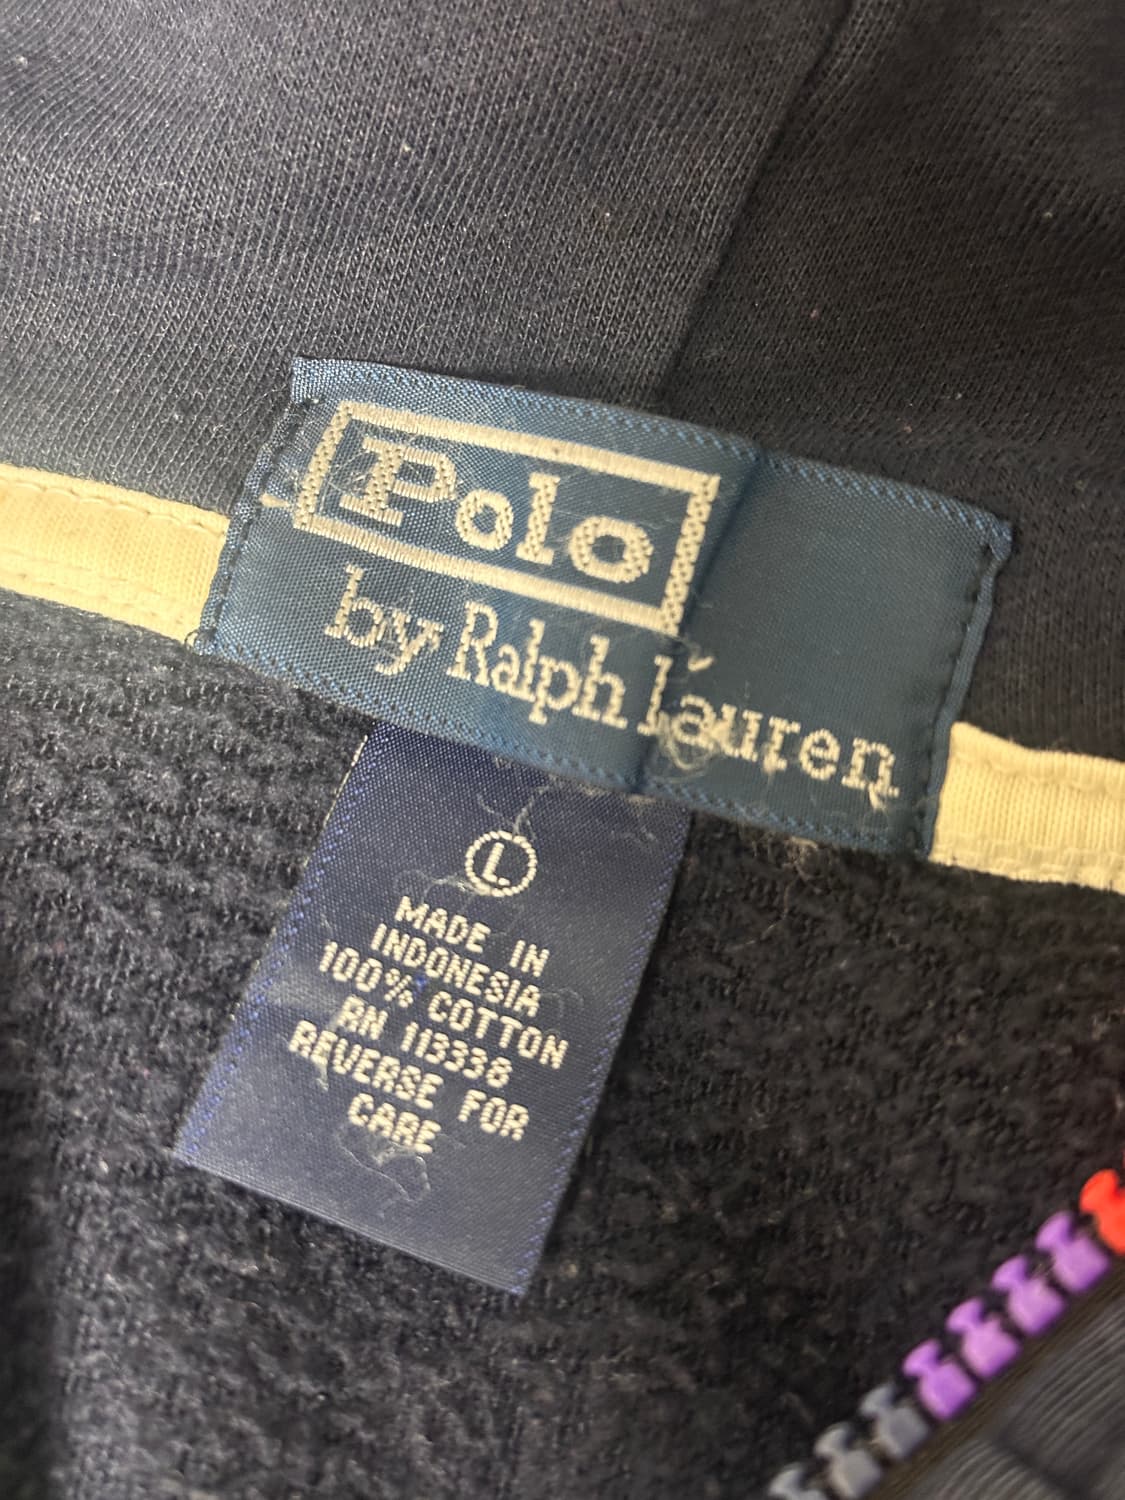 Polo
by Ralph Lauren
L
MADE IN
INDONESIA
100% COTTON
RN 113338
REVERSE FOR
CARE